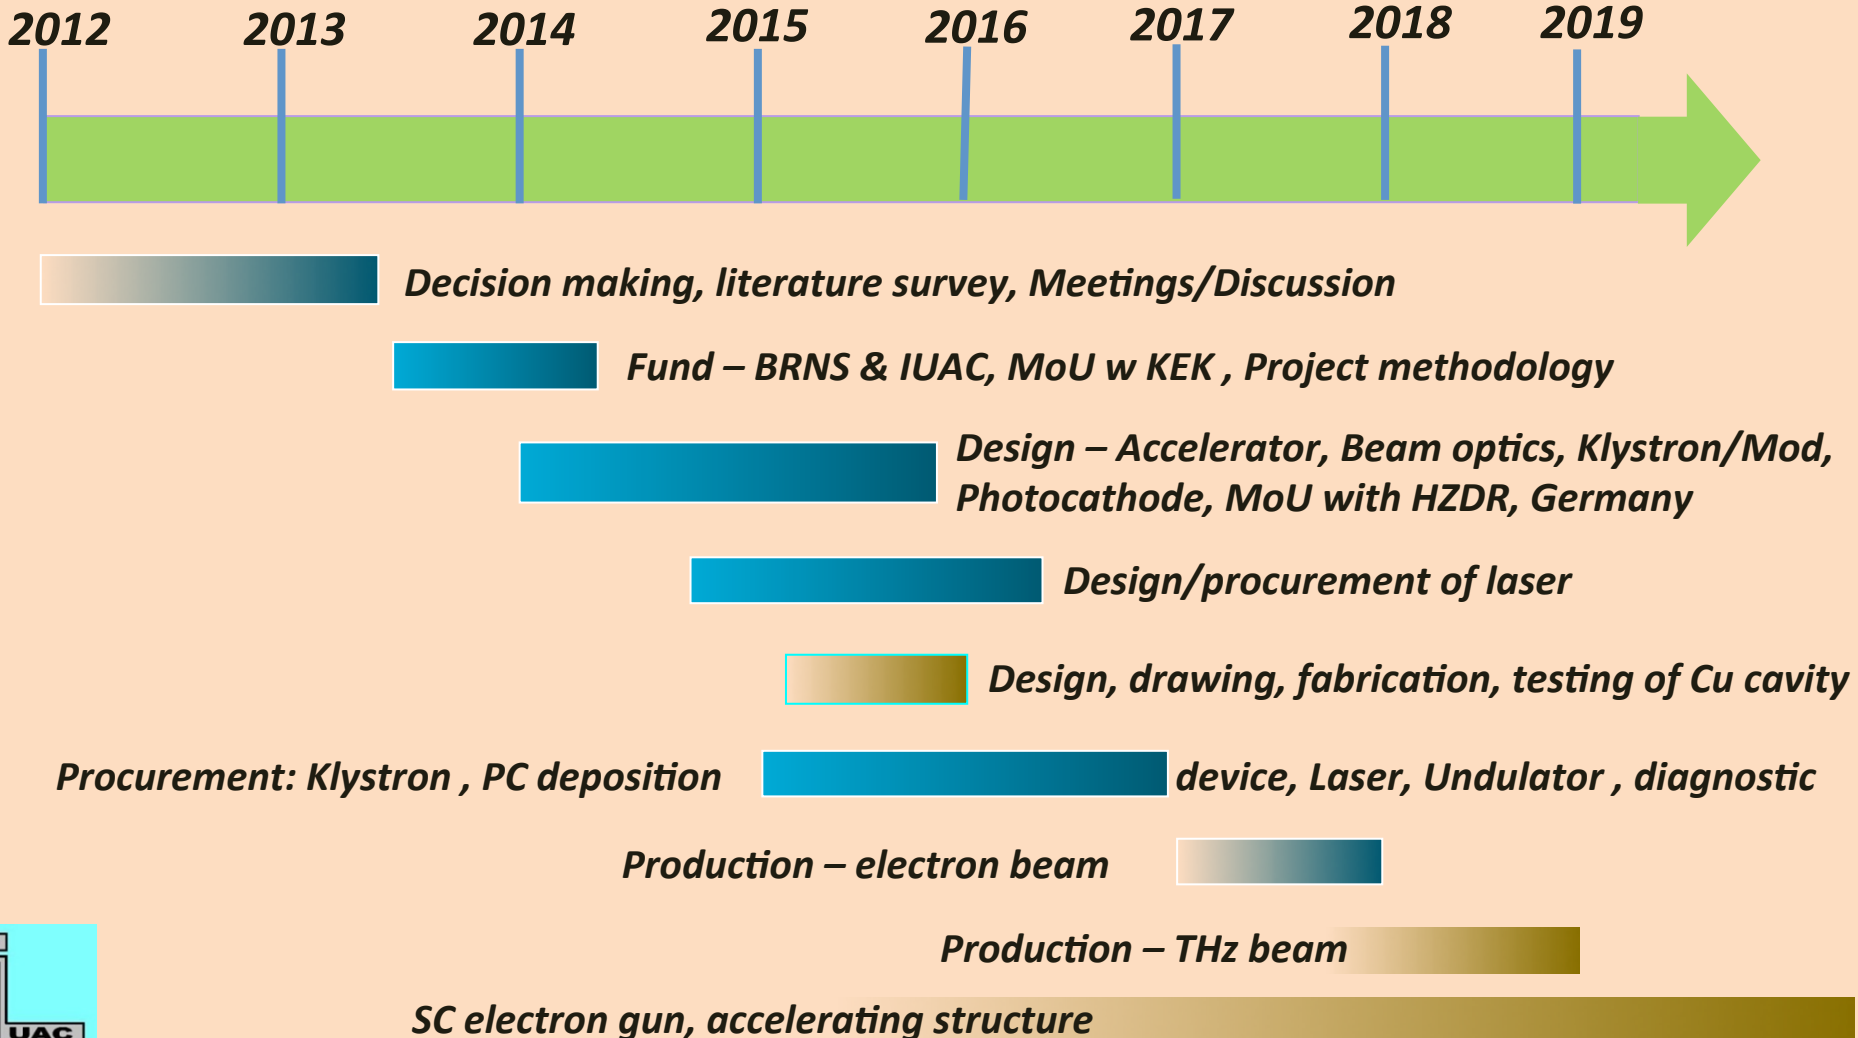 2012 2013 2014 2015 2016 2017 2018 2019
Decision making, literature survey, Meetings/Discussion
Fund – BRNS & IUAC, MoU w KEK , Project methodology
Design – Accelerator, Beam optics, Klystron/Mod,
Photocathode, MoU with HZDR, Germany
Design/procurement of laser
Design, drawing, fabrication, testing of Cu cavity
Procurement: Klystron , PC deposition device, Laser, Undulator , diagnostic
Production – electron beam
Production – THz beam
SC electron gun, accelerating structure
UAC